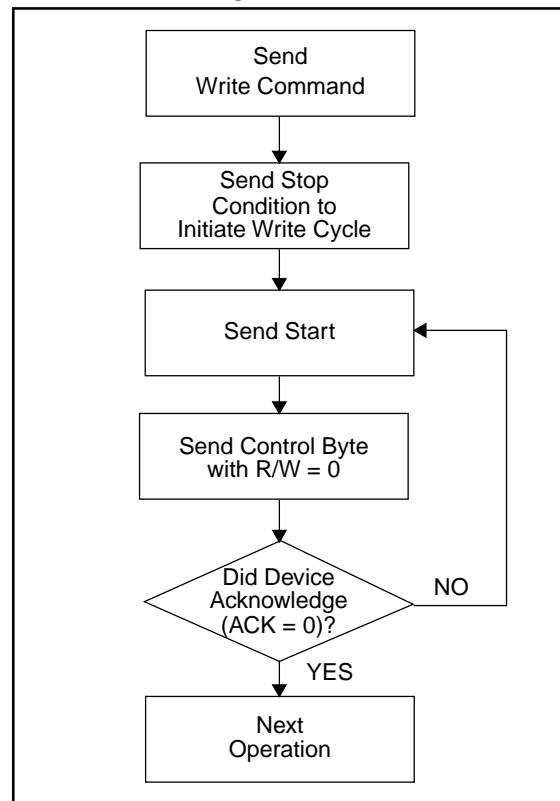 Send
Write Command
Send Stop
Condition to
Initiate Write Cycle
Send Start
Send Control Byte
with R/W = 0
Did Device
Acknowledge
(ACK = 0)?
NO
YES
Next
Operation